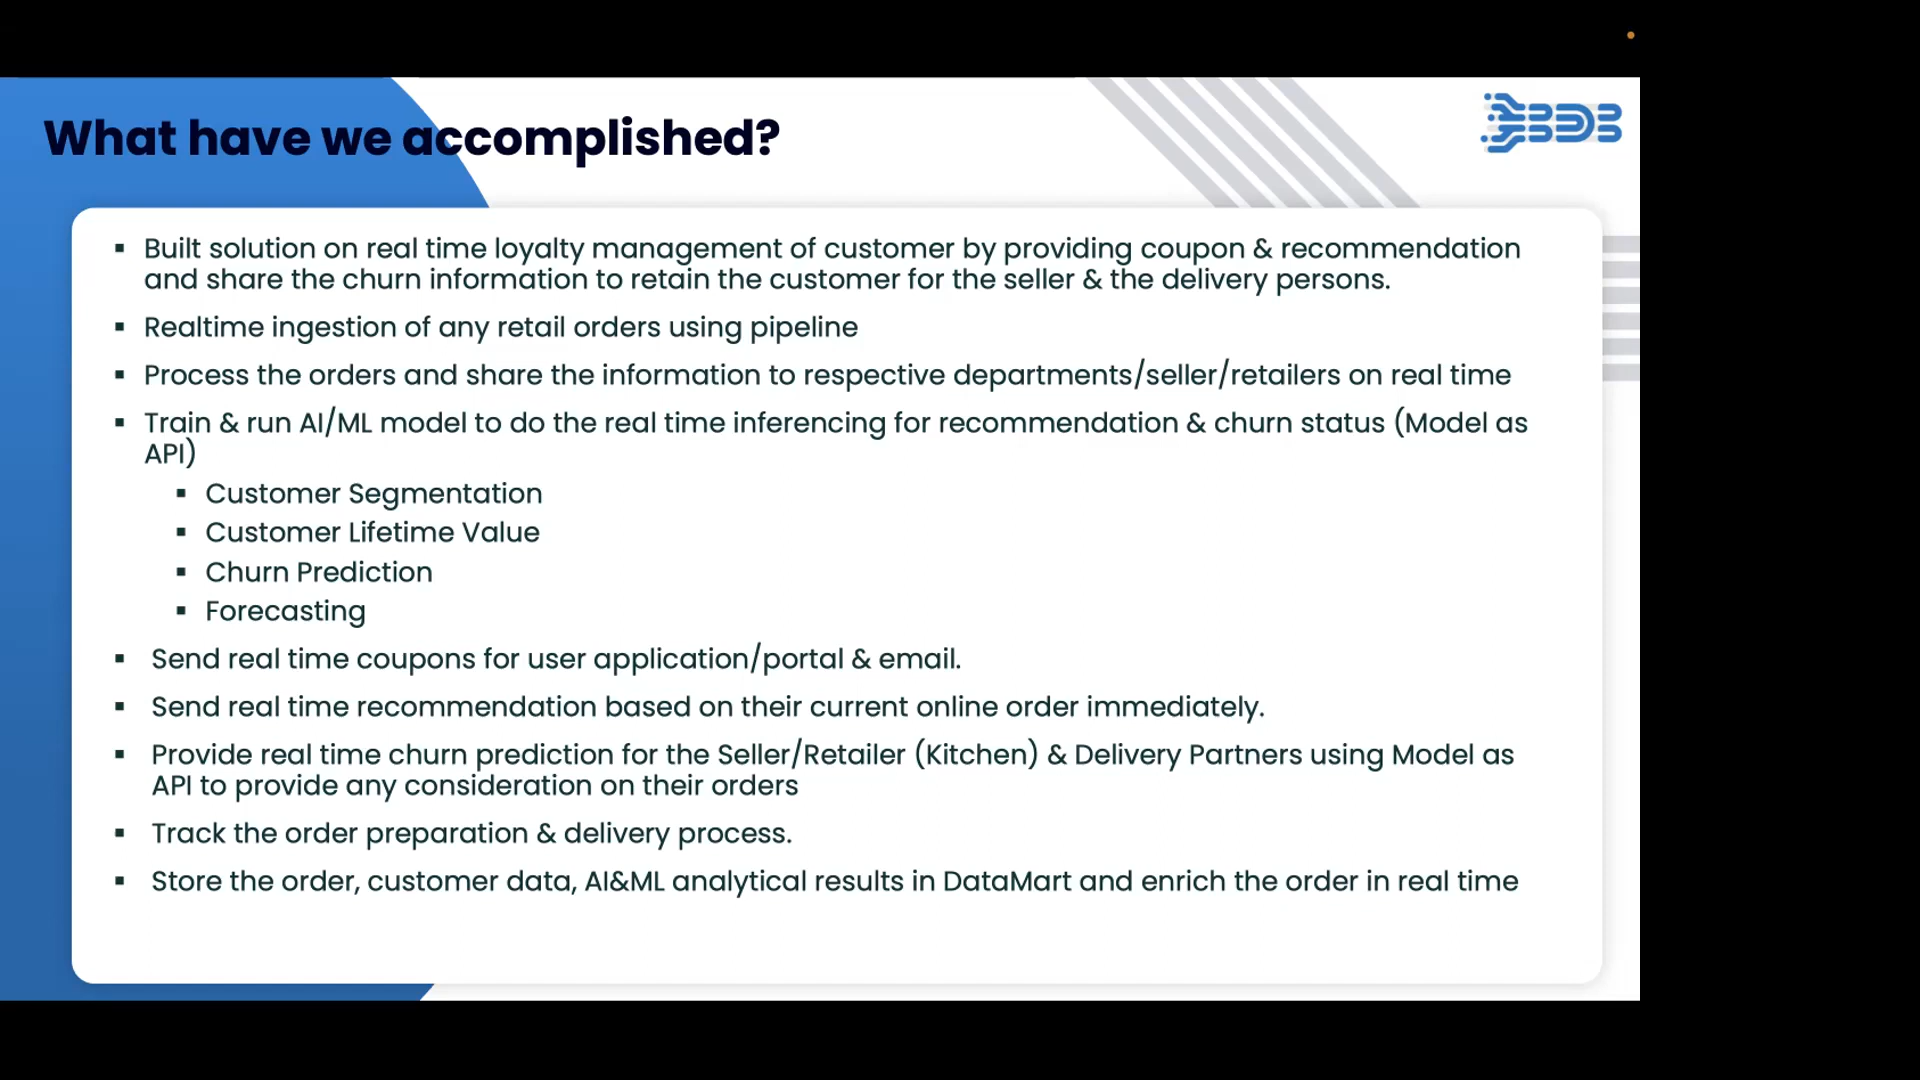 What have we accomplished?
BDB
▪ Built solution on real time loyalty management of customer by providing coupon & recommendation
and share the churn information to retain the customer for the seller & the delivery persons.
▪ Realtime ingestion of any retail orders using pipeline
▪ Process the orders and share the information to respective departments/seller/retailers on real time
▪ Train & run AI/ML model to do the real time inferencing for recommendation & churn status (Model as
API)
▪ Customer Segmentation
▪ Customer Lifetime Value
▪ Churn Prediction
▪ Forecasting
▪ Send real time coupons for user application/portal & email.
▪ Send real time recommendation based on their current online order immediately.
▪ Provide real time churn prediction for the Seller/Retailer (Kitchen) & Delivery Partners using Model as
API to provide any consideration on their orders
▪ Track the order preparation & delivery process.
▪ Store the order, customer data, AI&ML analytical results in DataMart and enrich the order in real time